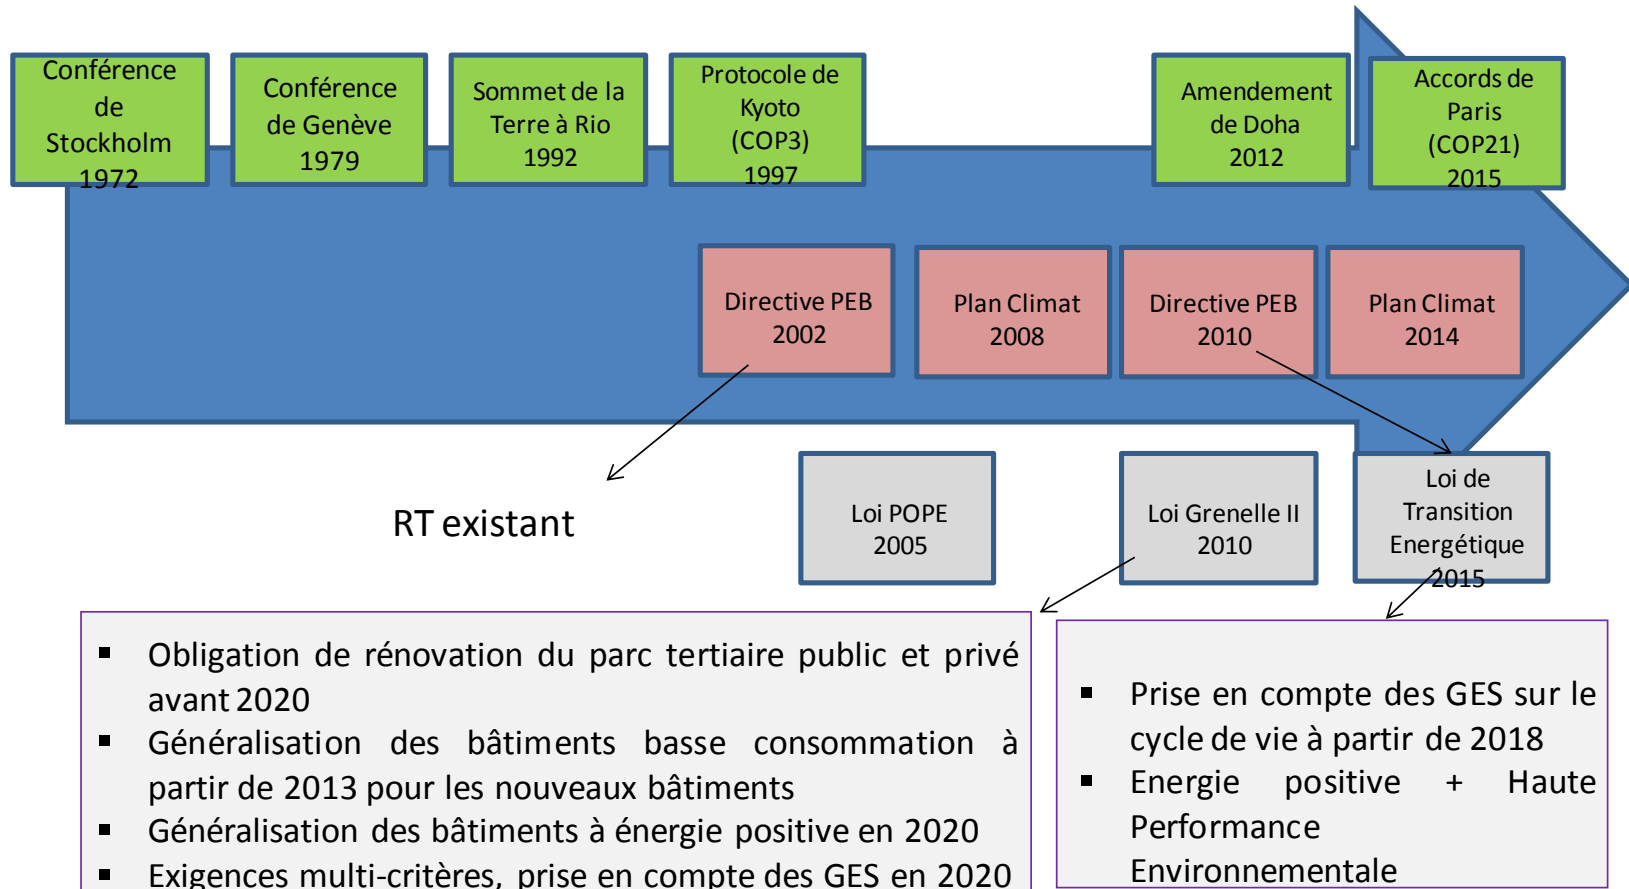 Conférence
de
Stockholm
1972
Conférence
de Genève
1979
Sommet de la
Terre à Rio
1992
Protocole de
Kyoto
(COP3)
1997
Amendement
de Doha
2012
Accords de
Paris
(COP21)
2015
Directive PEB
2002
Plan Climat
2008
Directive PEB
2010
Plan Climat
2014
RT existant
Loi POPE
2005
Loi Grenelle II
2010
Loi de
Transition
Energétique
2015
▪ Obligation de rénovation du parc tertiaire public et privé
avant 2020
▪ Généralisation des bâtiments basse consommation à
partir de 2013 pour les nouveaux bâtiments
▪ Généralisation des bâtiments à énergie positive en 2020
▪ Exigences multi-critères, prise en compte des GES en 2020
▪ Prise en compte des GES sur le
cycle de vie à partir de 2018
▪ Energie positive + Haute
Performance
Environnementale